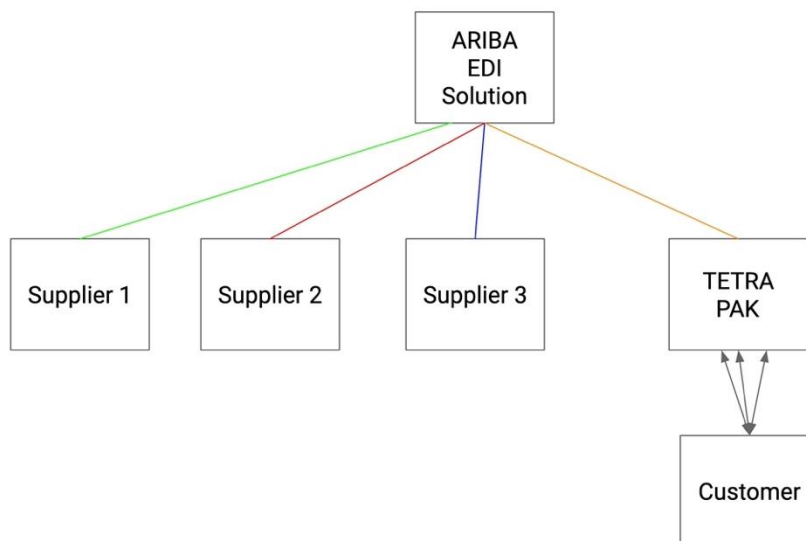 ARIBA
EDI
Solution
Supplier 1
Supplier 2
Supplier 3
TETRA
PAK
Customer